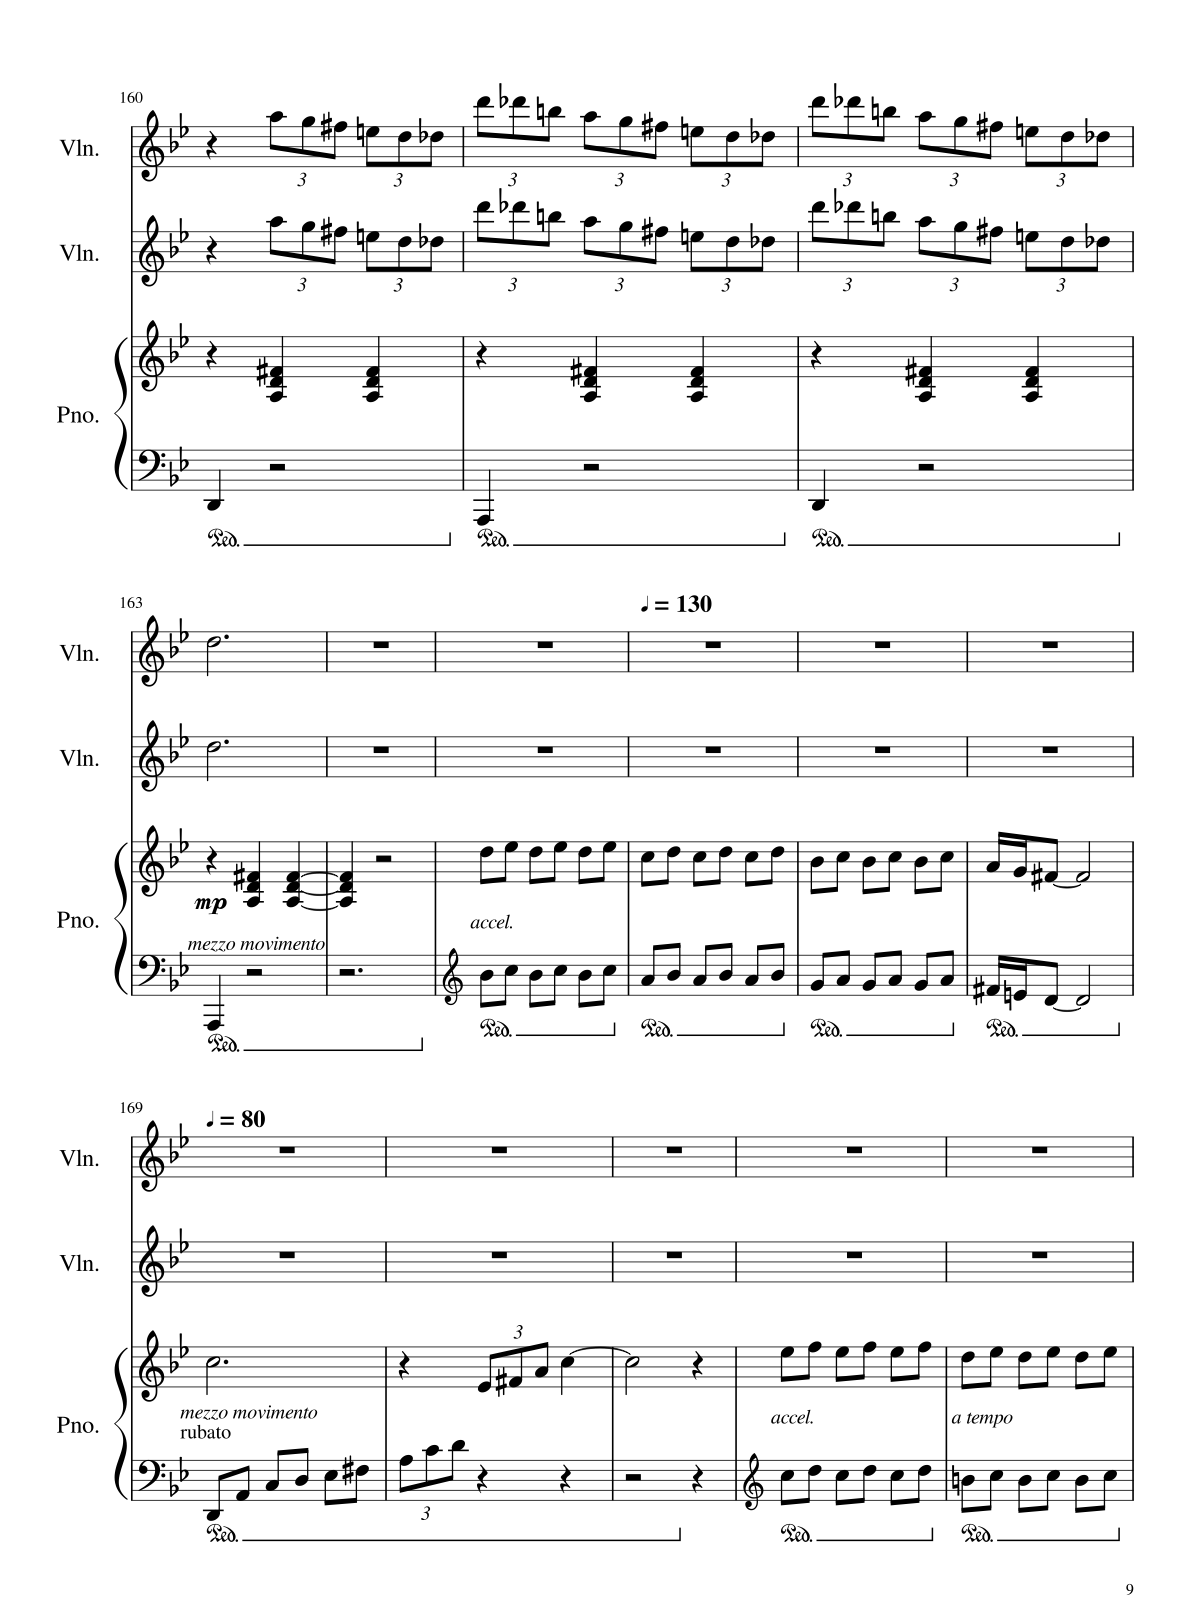 160
Vln.
3 3 3 3 3 3 3 3
Vln.
3 3 3 3 3 3 3 3
Pno.
Ped. Ped. Ped.
163
♩ = 130
Vln.
Vln.
mp
Pno.
accel.
mezzo movimento
Ped. Ped. Ped. Ped. Ped.
169
♩ = 80
Vln.
Vln.
3
Pno.
mezzo movimento accel. a tempo
rubato
3
Ped. Ped. Ped.
9